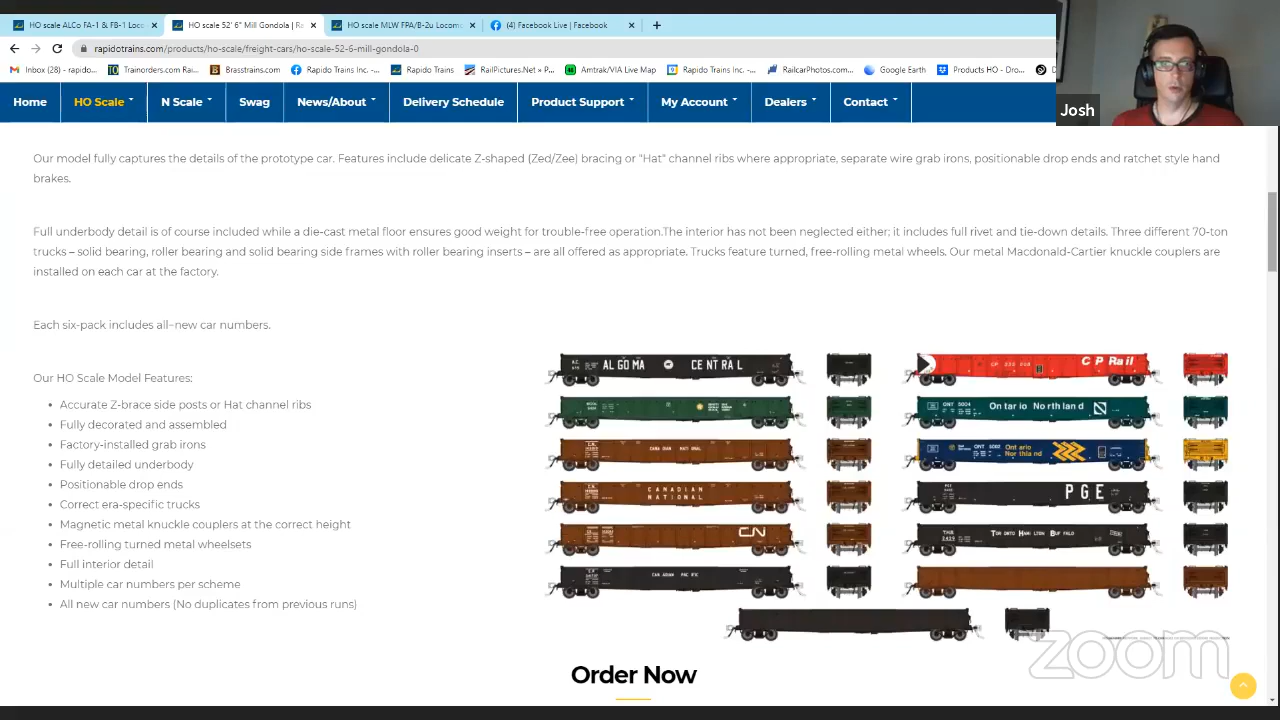 HO scale ALCo FA-1 & FB-1 Loco
HO scale 52' 6" Mill Gondola | Ra
HO scale MLW FPA/B-2u Locom
(4) Facebook Live | Facebook
rapidotrains.com/products/ho-scale/freight-cars/ho-scale-52-6-mill-gondola-0
Inbox (28) - rapido...
Trainorders.com Rai...
Brasstrains.com
Rapido Trains Inc. -...
Rapido Trains
RailPictures.Net » P...
Amtrak/VIA Live Map
Rapido Trains Inc. -...
RailcarPhotos.com...
Google Earth
Products HO - Dro...
Josh
Home
HO Scale
N Scale
Swag
News/About
Delivery Schedule
Product Support
My Account
Dealers
Contact
Our model fully captures the details of the prototype car. Features include delicate Z-shaped (Zed/Zee) bracing or "Hat" channel ribs where appropriate, separate wire grab irons, positionable drop ends and ratchet style hand
brakes.
Full underbody detail is of course included while a die-cast metal floor ensures good weight for trouble-free operation.The interior has not been neglected either; it includes full rivet and tie-down details. Three different 70-ton
trucks – solid bearing, roller bearing and solid bearing side frames with roller bearing inserts – are all offered as appropriate. Trucks feature turned, free-rolling metal wheels. Our metal Macdonald-Cartier knuckle couplers are
installed on each car at the factory.
Each six-pack includes all-new car numbers.
Our HO Scale Model Features:
• Accurate Z-brace side posts or Hat channel ribs
• Fully decorated and assembled
• Factory-installed grab irons
• Fully detailed underbody
• Positionable drop ends
• Correct era-specific trucks
• Magnetic metal knuckle couplers at the correct height
• Free-rolling turned metal wheelsets
• Full interior detail
• Multiple car numbers per scheme
• All new car numbers (No duplicates from previous runs)
ALGOMA CENTRAL
CP Rail
Ontario Northland
CANADIAN NATIONAL
Ontario
Northland
CANADIAN
NATIONAL
PGE
CN
TORONTO HAMILTON BUFFALO
CANADIAN PACIFIC
zoom
Order Now